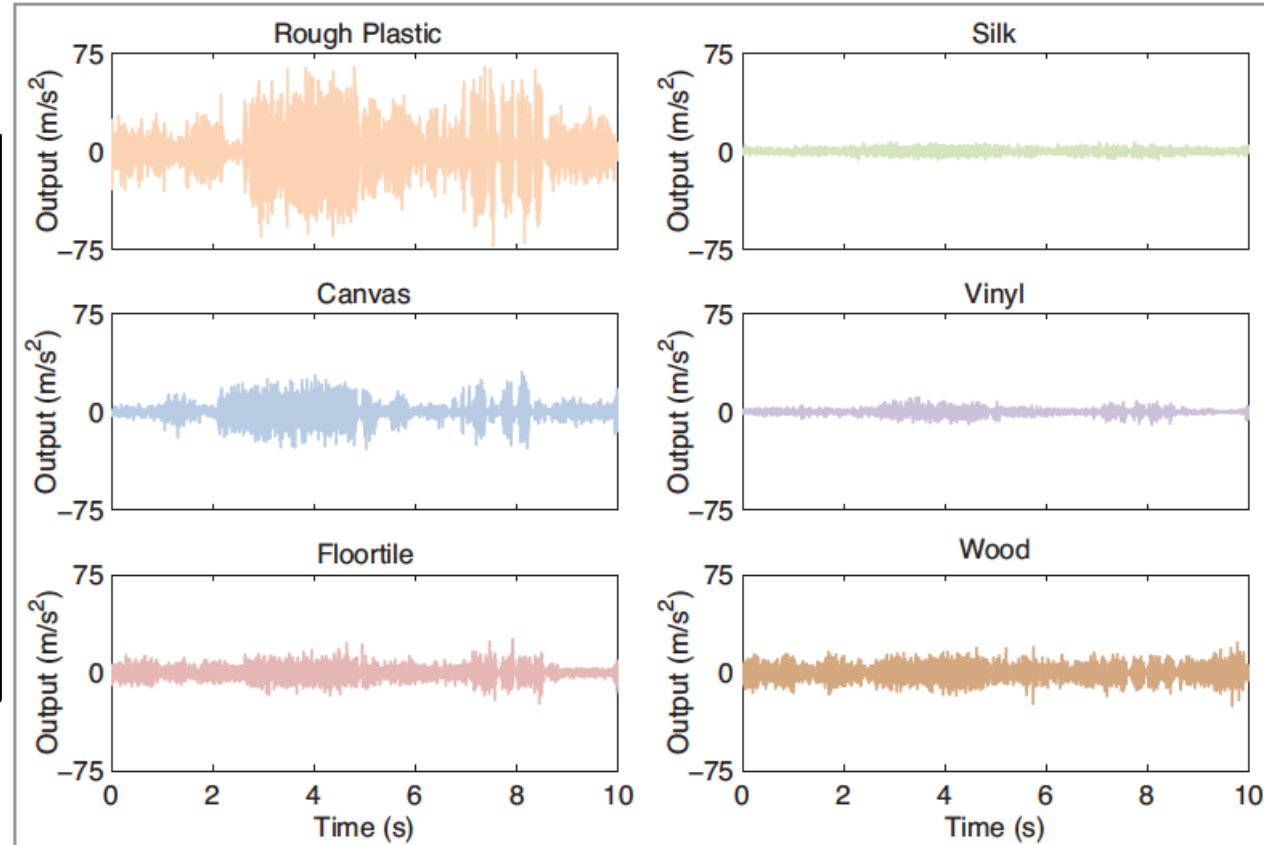 Rough Plastic
75
0
−75
Output (m/s²)
Silk
75
0
−75
Output (m/s²)
Canvas
75
0
−75
Output (m/s²)
Vinyl
75
0
−75
Output (m/s²)
Floortile
75
0
−75
Output (m/s²)
0 2 4 6 8 10
Time (s)
Wood
75
0
−75
Output (m/s²)
0 2 4 6 8 10
Time (s)